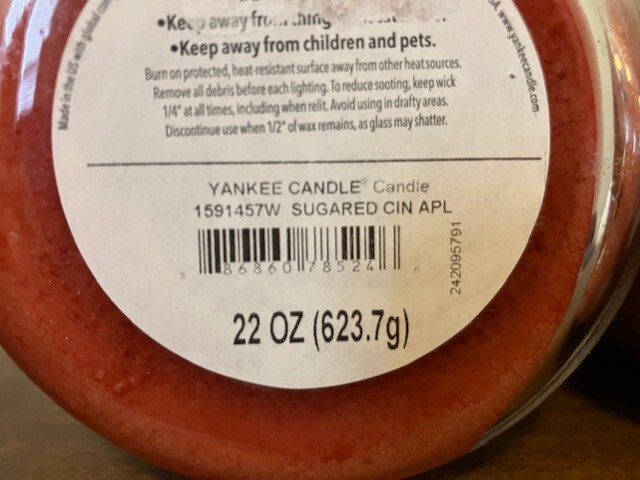 •Keep away from
•Keep away from children and pets.
Burn on protected, heat-resistant surface away from other heat sources.
Remove all debris before each lighting. To reduce sooting, keep wick
1/4" at all times, including when relit. Avoid using in drafty areas.
Discontinue use when 1/2" of wax remains, as glass may shatter.
Made in the US with global
www.yankeecandle.com
YANKEE CANDLE® Candle
1591457W SUGARED CIN APL
86860 78524 6
242095791
22 OZ (623.7g)